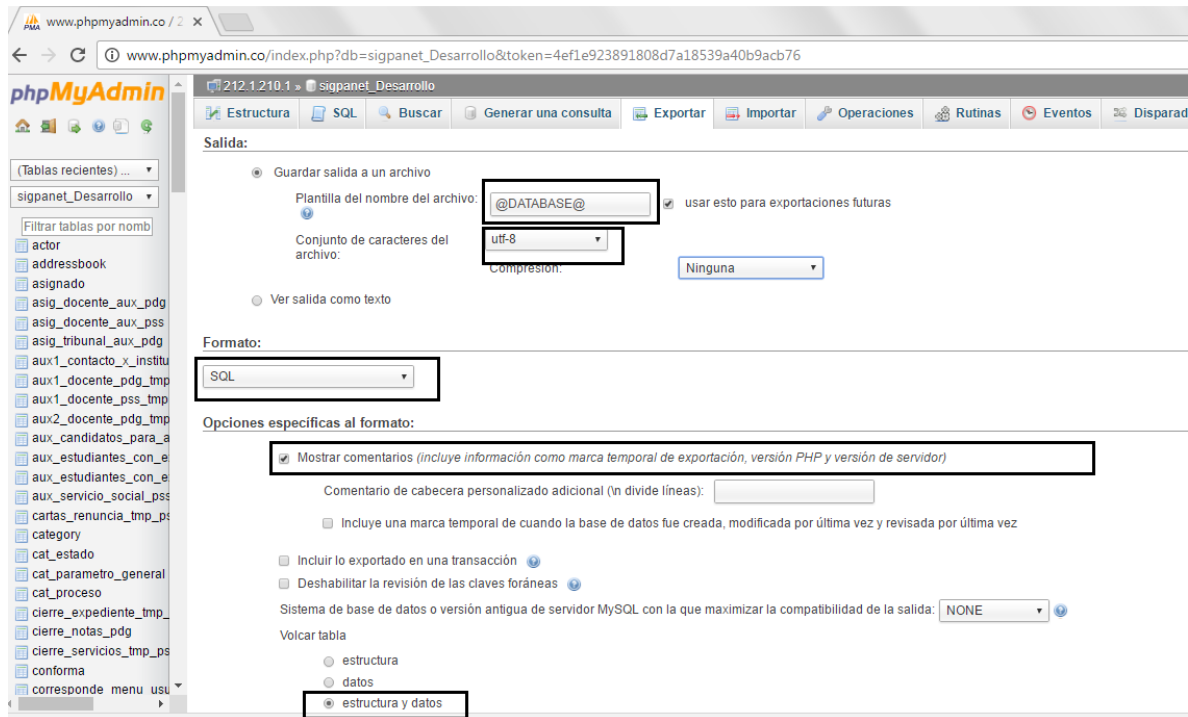 www.phpmyadmin.co / 2
www.phpmyadmin.co/index.php?db=sigpanet_Desarrollo&token=4ef1e923891808d7a18539a40b9acb76
phpMyAdmin
(Tablas recientes) ...
sigpanet_Desarrollo
Filtrar tablas por nomb
actor
addressbook
asignado
asig_docente_aux_pdg
asig_docente_aux_pss
asig_tribunal_aux_pdg
aux1_contacto_x_institu
aux1_docente_pdg_tmp
aux1_docente_pss_tmp
aux2_docente_pdg_tmp
aux_candidatos_para_a
aux_estudiantes_con_e
aux_estudiantes_con_e
aux_servicio_social_pss
cartas_renuncia_tmp_ps
category
cat_estado
cat_parametro_general
cat_proceso
cierre_expediente_tmp_
cierre_notas_pdg
cierre_servicios_tmp_ps
conforma
corresponde_menu_usu
212.1.210.1 » sigpanet_Desarrollo
Estructura SQL Buscar Generar una consulta Exportar Importar Operaciones Rutinas Eventos Disparad
Salida:
Guardar salida a un archivo
Plantilla del nombre del archivo: @DATABASE@ usar esto para exportaciones futuras
Conjunto de caracteres del archivo: utf-8
Compresión: Ninguna
Ver salida como texto
Formato:
SQL
Opciones específicas al formato:
Mostrar comentarios (incluye información como marca temporal de exportación, versión PHP y versión de servidor)
Comentario de cabecera personalizado adicional (\n divide líneas):
Incluye una marca temporal de cuando la base de datos fue creada, modificada por última vez y revisada por última vez
Incluir lo exportado en una transacción
Deshabilitar la revisión de las claves foráneas
Sistema de base de datos o versión antigua de servidor MySQL con la que maximizar la compatibilidad de la salida: NONE
Volcar tabla
estructura
datos
estructura y datos